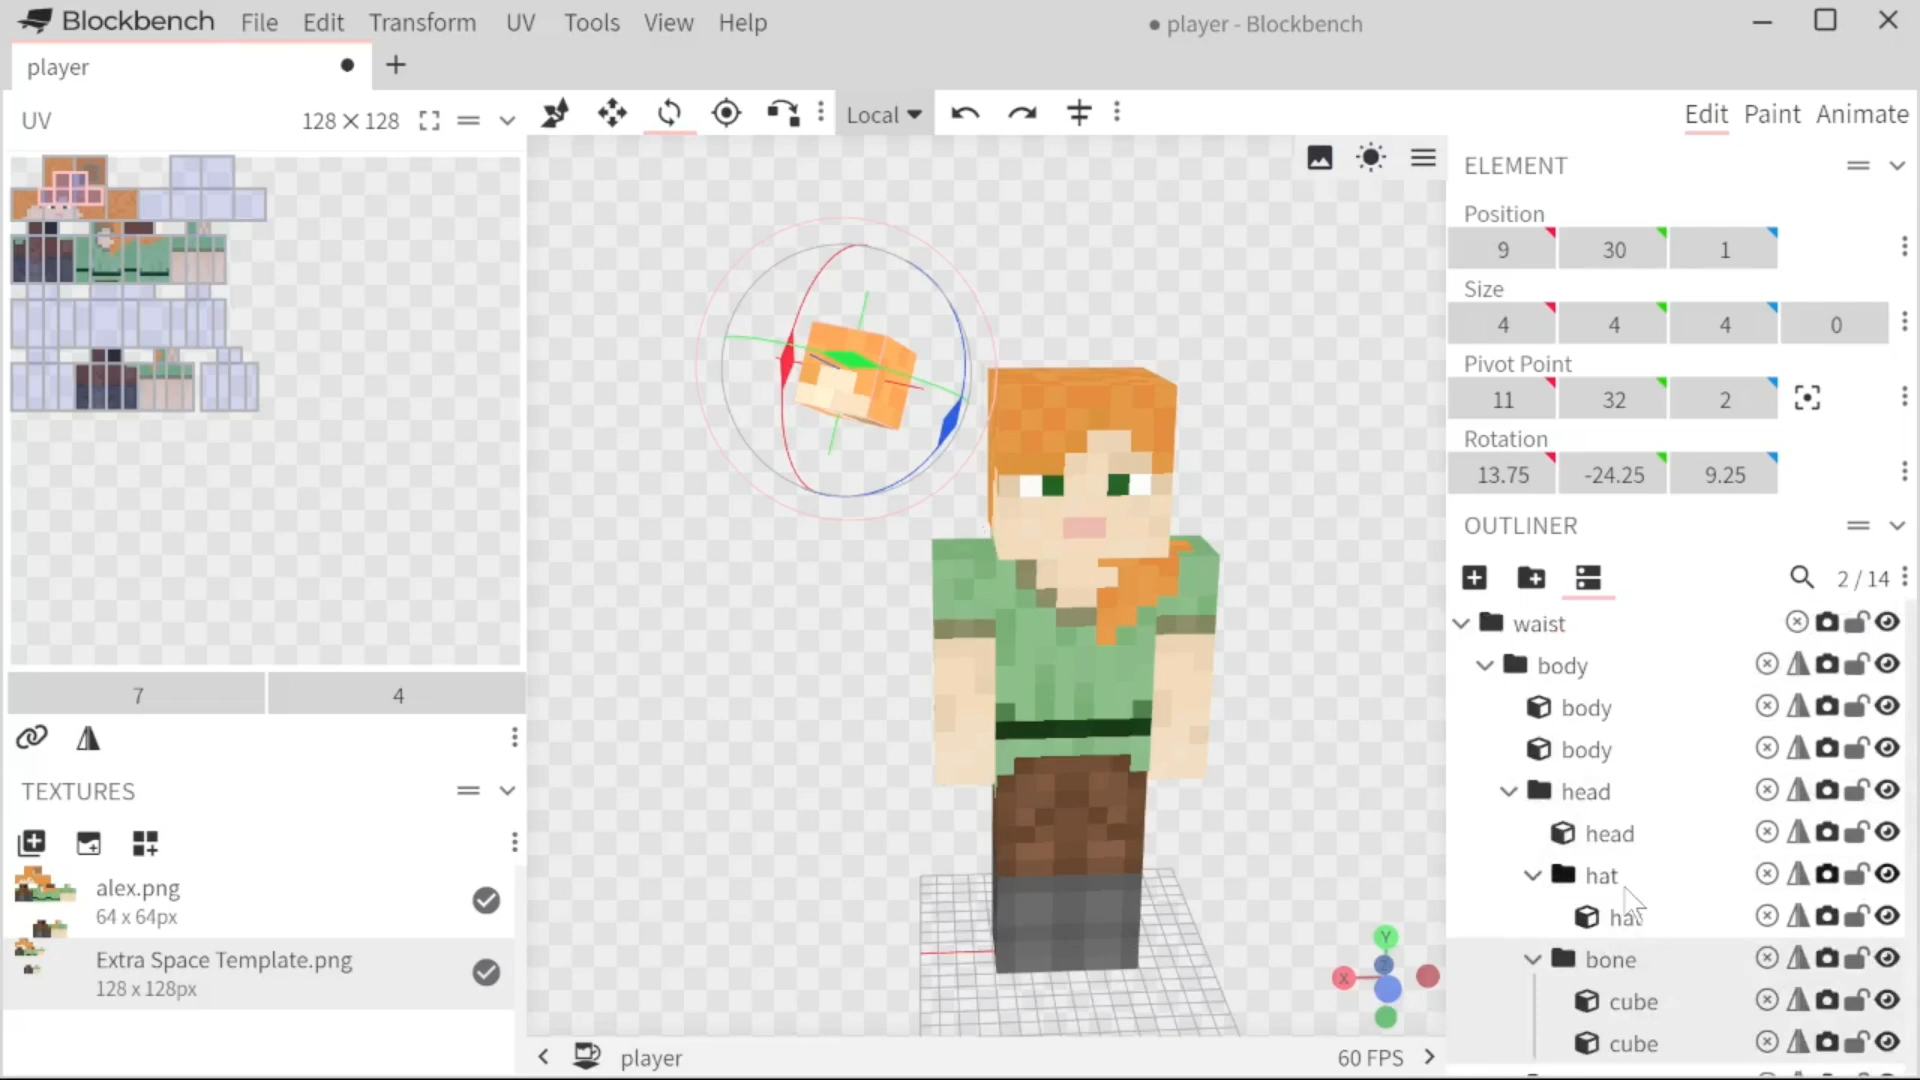 Blockbench File Edit Transform UV Tools View Help
● player - Blockbench
player
UV 128 × 128
Local
Edit Paint Animate
ELEMENT
Position
9 30 1
Size
4 4 4 0
Pivot Point
11 32 2
Rotation
13.75 -24.25 9.25
OUTLINER
2 / 14
waist
body
body
body
head
head
hat
hat
bone
cube
cube
7 4
TEXTURES
alex.png
64 x 64px
Extra Space Template.png
128 x 128px
player
60 FPS
Y
X
Z